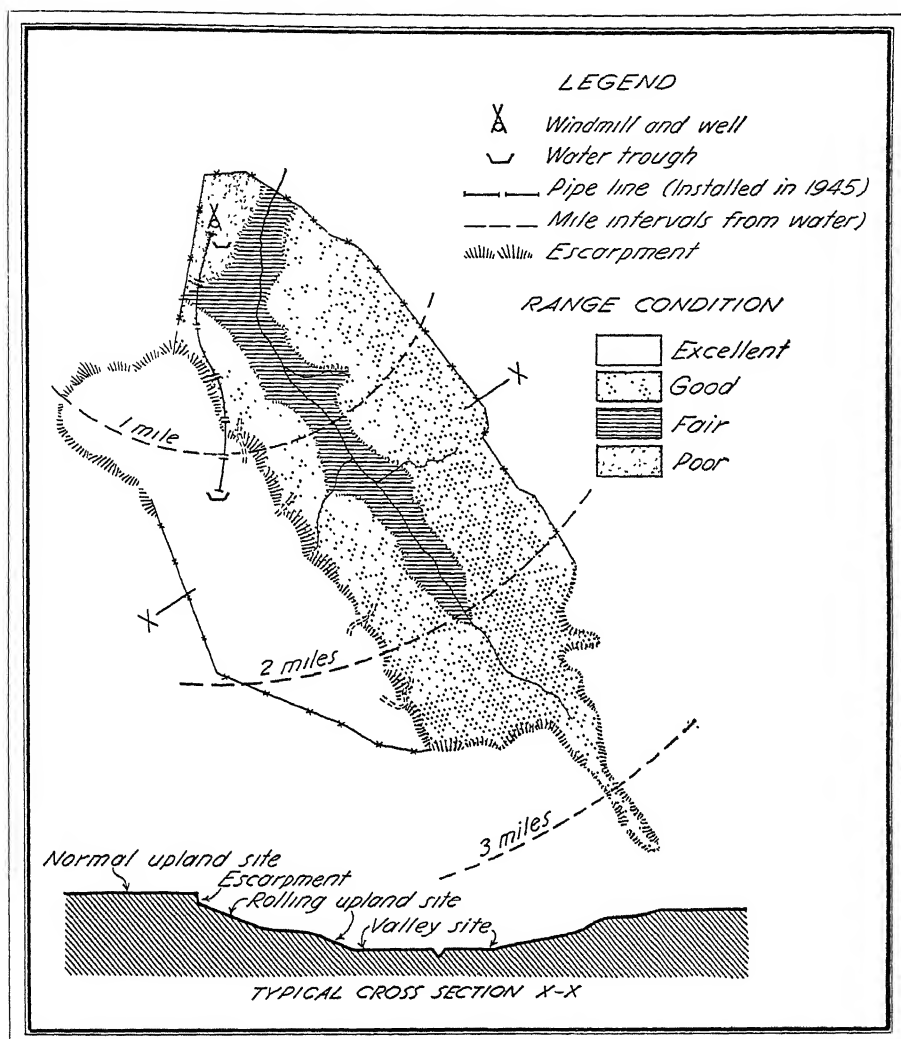 LEGEND
Windmill and well
Water trough
Pipe line (Installed in 1945)
Mile intervals from water)
Escarpment
RANGE CONDITION
Excellent
Good
Fair
Poor
X
1 mile
X
2 miles
3 miles
Normal upland site
Escarpment
Rolling upland site
Valley site
TYPICAL CROSS SECTION X-X